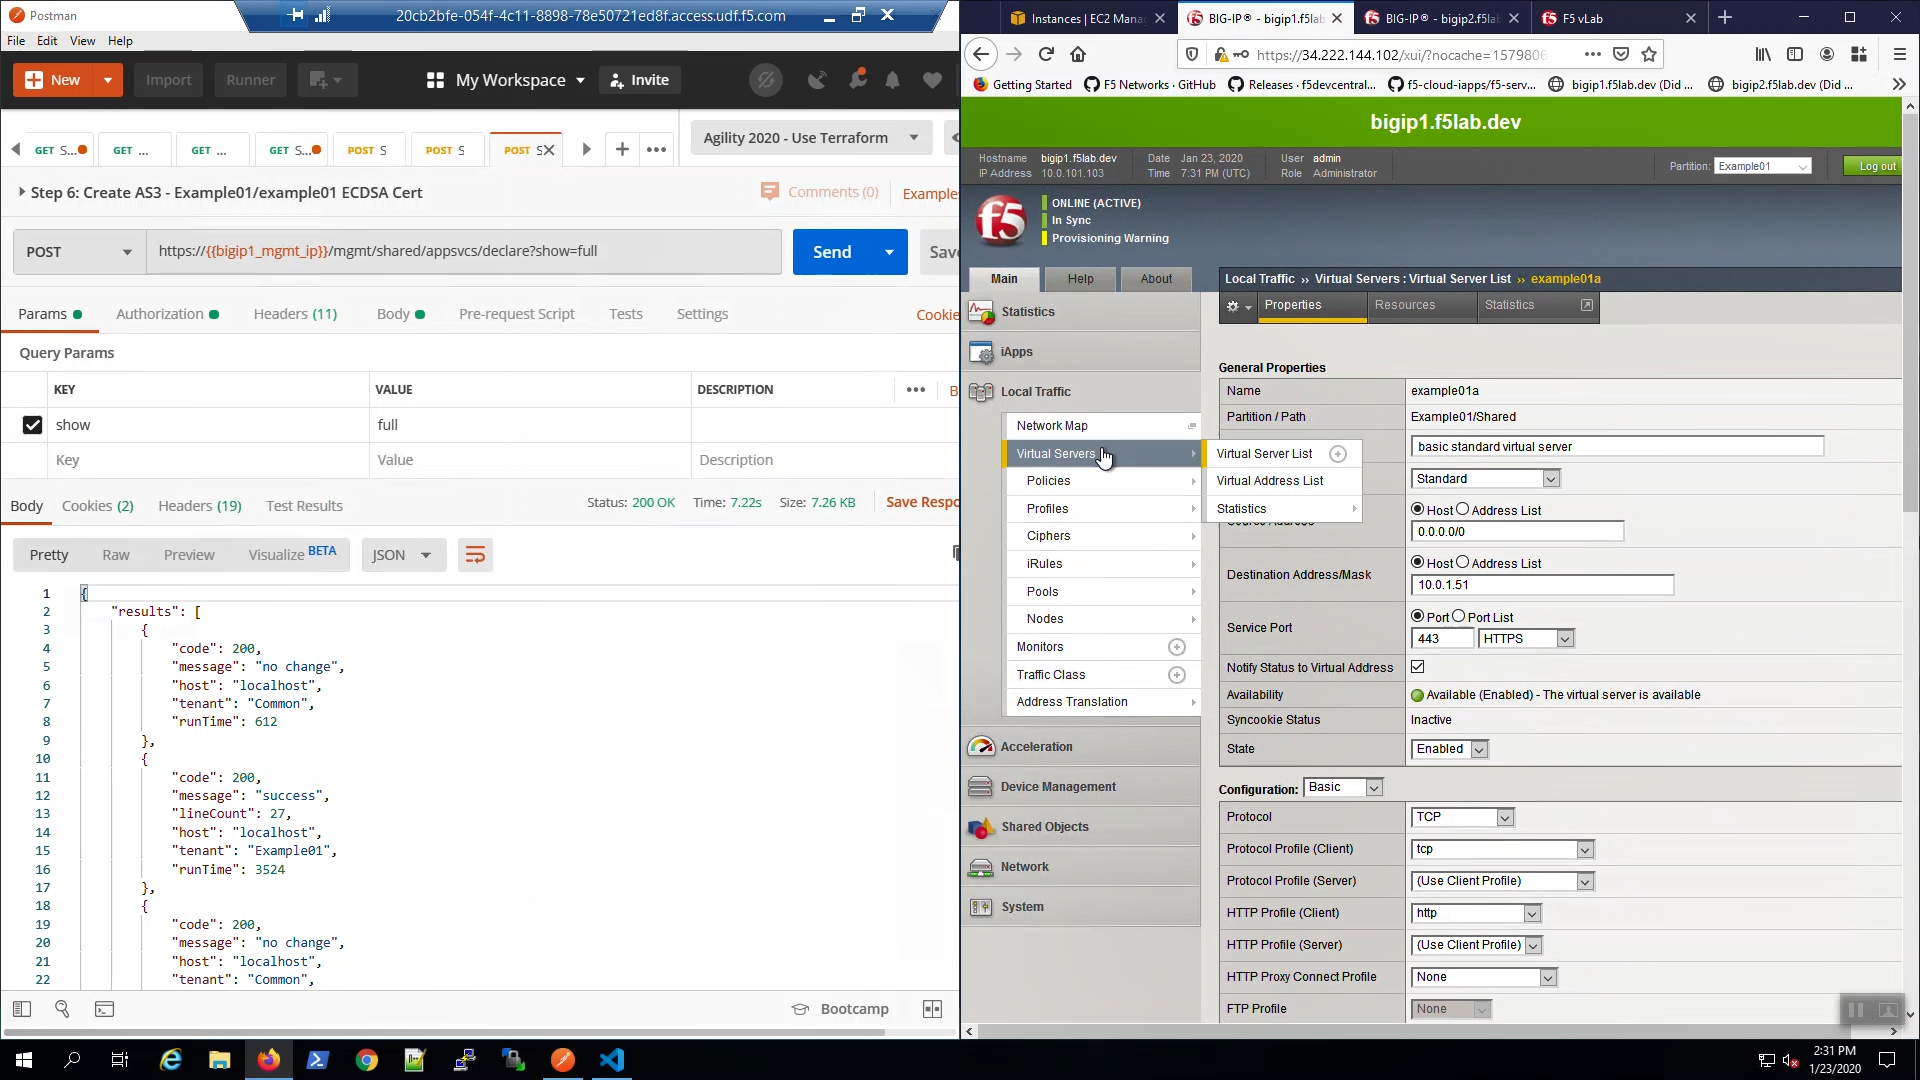 Postman
20cb2bfe-054f-4c11-8898-78e50721ed8f.access.udf.f5.com
File Edit View Help
New
Import
Runner
My Workspace
Invite
GET S...
GET ...
GET ...
GET S...
POST S
POST S
POST S
Agility 2020 - Use Terraform
Step 6: Create AS3 - Example01/example01 ECDSA Cert
Comments (0)
Examples
POST
https://{{bigip1_mgmt_ip}}/mgmt/shared/appsvcs/declare?show=full
Send
Save
Params
Authorization
Headers (11)
Body
Pre-request Script
Tests
Settings
Cookie
Query Params
KEY VALUE DESCRIPTION
show full
Key Value Description
Body
Cookies (2)
Headers (19)
Test Results
Status: 200 OK
Time: 7.22s
Size: 7.26 KB
Save Respo
Pretty
Raw
Preview
Visualize BETA
JSON
1 {
2 "results": [
3 {
4 "code": 200,
5 "message": "no change",
6 "host": "localhost",
7 "tenant": "Common",
8 "runTime": 612
9 },
10 {
11 "code": 200,
12 "message": "success",
13 "lineCount": 27,
14 "host": "localhost",
15 "tenant": "Example01",
16 "runTime": 3524
17 },
18 {
19 "code": 200,
20 "message": "no change",
21 "host": "localhost",
22 "tenant": "Common",
Bootcamp
Instances | EC2 Mana
BIG-IP® - bigip1.f5lab
BIG-IP® - bigip2.f5lab
F5 vLab
https://34.222.144.102/xui/?nocache=1579806
Getting Started
F5 Networks · GitHub
Releases · f5devcentral...
f5-cloud-iapps/f5-serv...
bigip1.f5lab.dev (Did ...
bigip2.f5lab.dev (Did ...
bigip1.f5lab.dev
Hostname bigip1.f5lab.dev
IP Address 10.0.101.103
Date Jan 23, 2020
Time 7:31 PM (UTC)
User admin
Role Administrator
Partition: Example01
Log out
f5
ONLINE (ACTIVE)
In Sync
Provisioning Warning
Main
Help
About
Statistics
iApps
Local Traffic
Network Map
Virtual Servers
Policies
Profiles
Ciphers
iRules
Pools
Nodes
Monitors
Traffic Class
Address Translation
Acceleration
Device Management
Shared Objects
Network
System
Virtual Server List
Virtual Address List
Statistics
Local Traffic ›› Virtual Servers : Virtual Server List ›› example01a
Properties
Resources
Statistics
General Properties
Name example01a
Partition / Path Example01/Shared
basic standard virtual server
Standard
Host Address List
0.0.0.0/0
Destination Address/Mask
Host Address List
10.0.1.51
Service Port
Port Port List
443 HTTPS
Notify Status to Virtual Address
Availability Available (Enabled) - The virtual server is available
Syncookie Status Inactive
State Enabled
Configuration: Basic
Protocol TCP
Protocol Profile (Client) tcp
Protocol Profile (Server) (Use Client Profile)
HTTP Profile (Client) http
HTTP Profile (Server) (Use Client Profile)
HTTP Proxy Connect Profile None
FTP Profile None
2:31 PM
1/23/2020